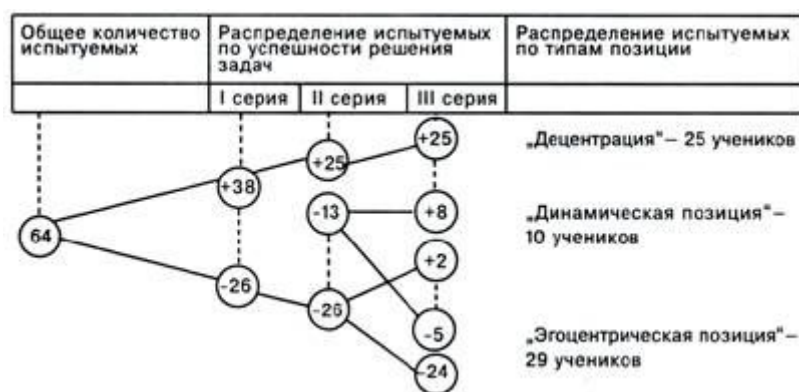 Общее количество
испытуемых
Распределение испытуемых
по успешности решения
задач
Распределение испытуемых
по типам позиции
I серия
II серия
III серия
+25
„Децентрация"— 25 учеников
+25
+38
-13
+8
„Динамическая позиция"—
10 учеников
64
+2
-26
-26
-5
„Эгоцентрическая позиция"—
29 учеников
-24